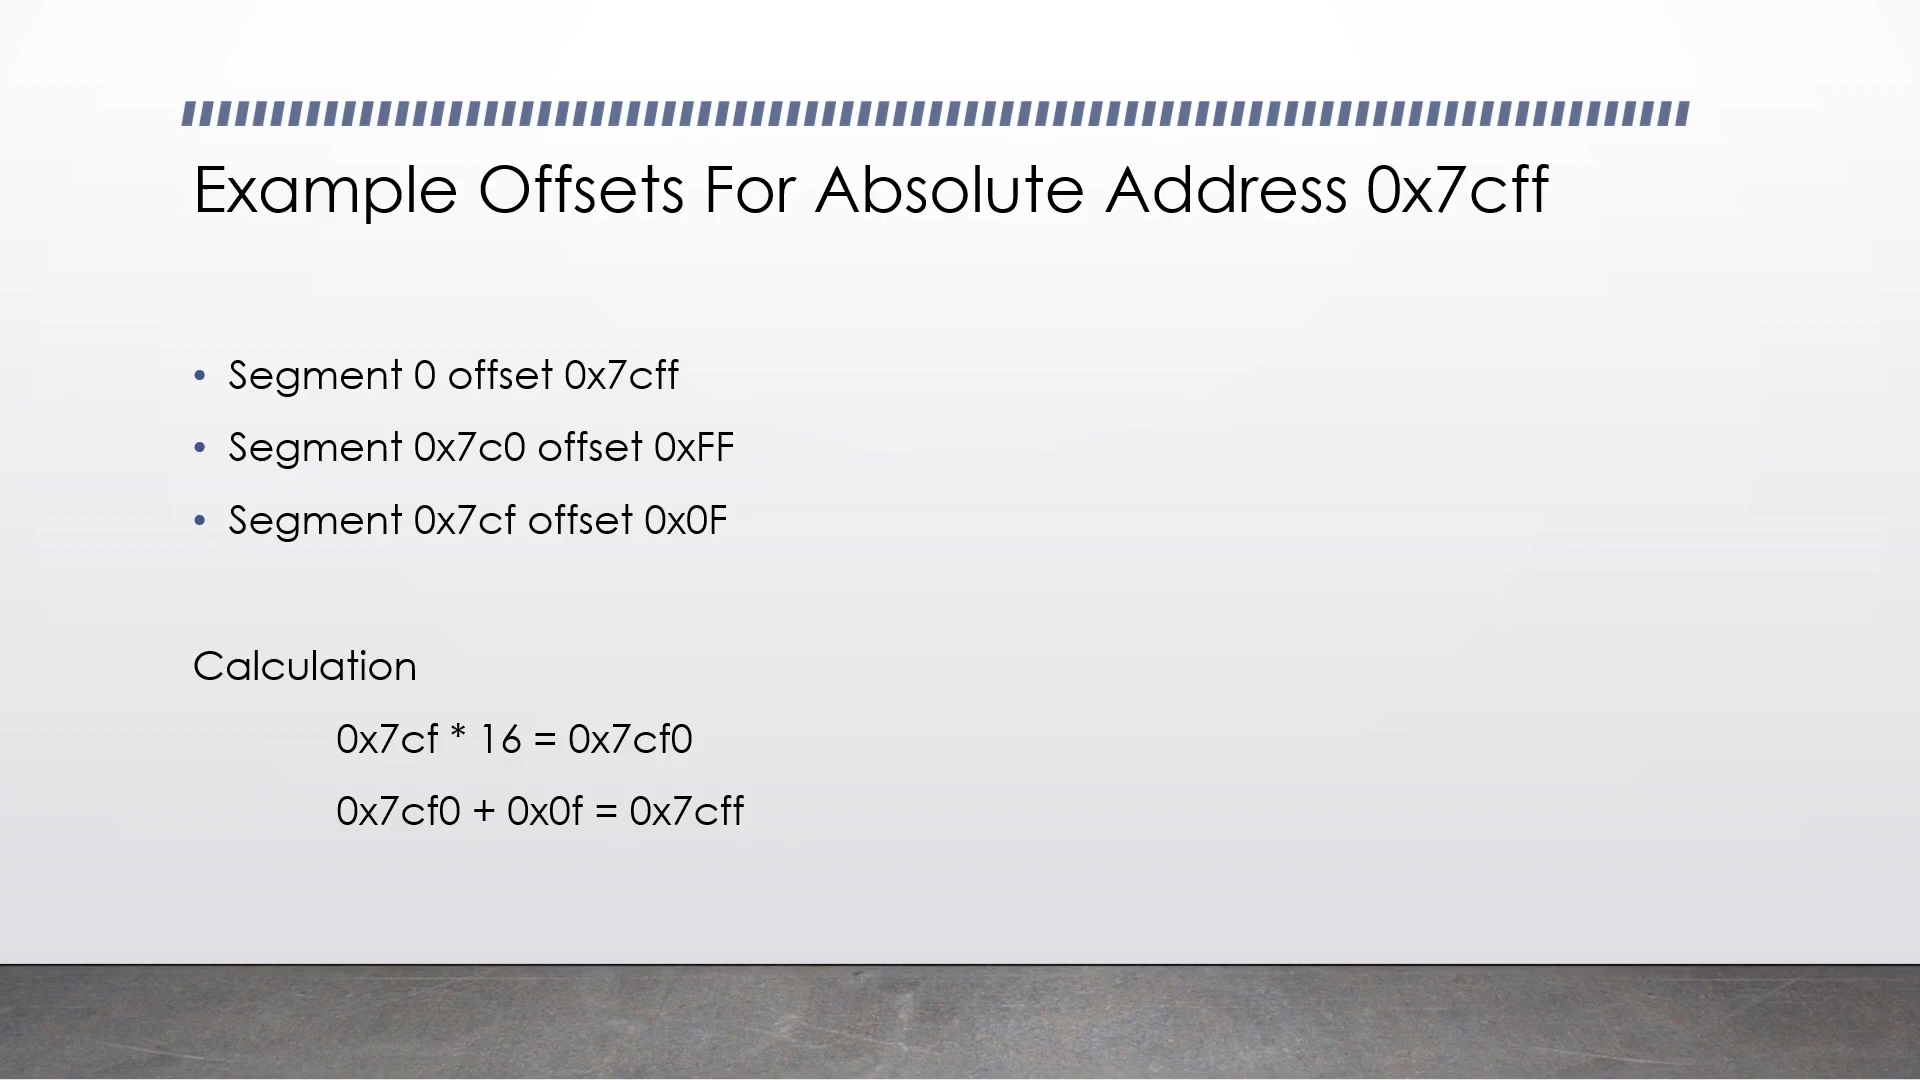 Example Offsets For Absolute Address 0x7cff
• Segment 0 offset 0x7cff
• Segment 0x7c0 offset 0xFF
• Segment 0x7cf offset 0x0F
Calculation
0x7cf * 16 = 0x7cf0
0x7cf0 + 0x0f = 0x7cff